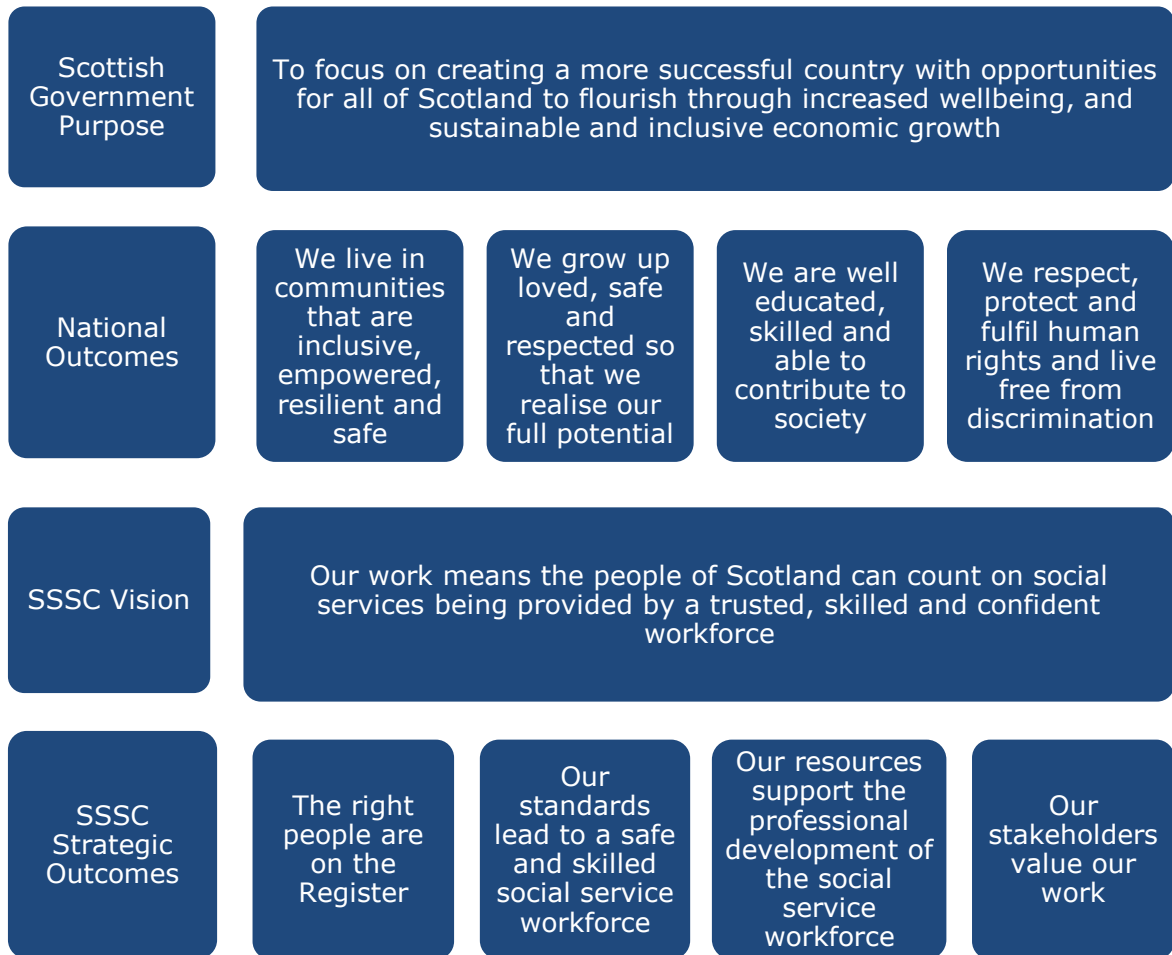 Scottish
Government
Purpose
To focus on creating a more successful country with opportunities
for all of Scotland to flourish through increased wellbeing, and
sustainable and inclusive economic growth
National
Outcomes
We live in
communities
that are
inclusive,
empowered,
resilient and
safe
We grow up
loved, safe
and
respected so
that we
realise our
full potential
We are well
educated,
skilled and
able to
contribute to
society
We respect,
protect and
fulfil human
rights and live
free from
discrimination
SSSC Vision
Our work means the people of Scotland can count on social
services being provided by a trusted, skilled and confident
workforce
SSSC
Strategic
Outcomes
The right
people are
on the
Register
Our
standards
lead to a safe
and skilled
social service
workforce
Our resources
support the
professional
development of
the social
service
workforce
Our
stakeholders
value our
work